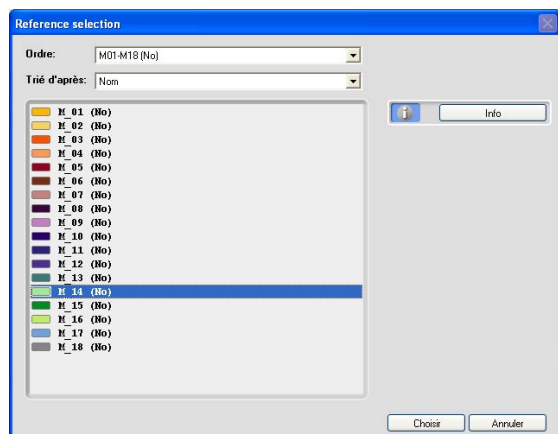 Reference selection
Ordre: M01-M18 (No)
Trié d'après: Nom
Info
M_01 (No)
M_02 (No)
M_03 (No)
M_04 (No)
M_05 (No)
M_06 (No)
M_07 (No)
M_08 (No)
M_09 (No)
M_10 (No)
M_11 (No)
M_12 (No)
M_13 (No)
M_14 (No)
M_15 (No)
M_16 (No)
M_17 (No)
M_18 (No)
Choisir Annuler